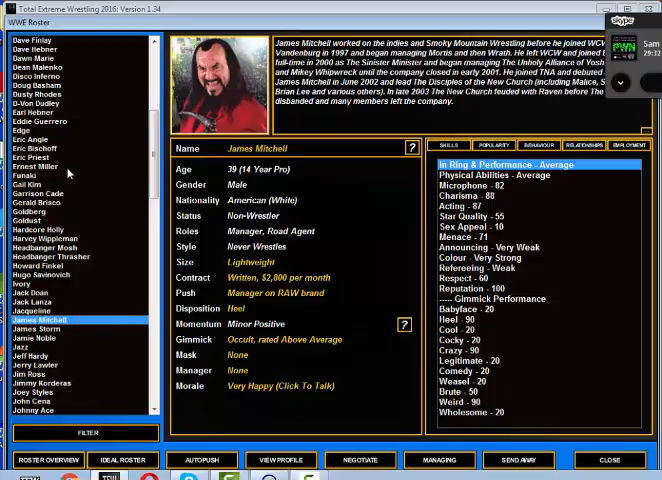 Total Extreme Wrestling 2016: Version 1.34
WWE Roster
skype
PWN
Sam
29:32
Dave Finlay
Dave Hebner
Dawn Marie
Dean Malenko
Disco Inferno
Doug Basham
Dusty Rhodes
D-Von Dudley
Earl Hebner
Eddie Guerrero
Edge
Eric Angle
Eric Bischoff
Eric Priest
Ernest Miller
Funaki
Gail Kim
Garrison Cade
Gerald Brisco
Goldberg
Goldust
Hardcore Holly
Harvey Wippleman
Headbanger Mosh
Headbanger Thrasher
Howard Finkel
Hugo Savinovich
Ivory
Jack Doan
Jack Lanza
Jacqueline
James Mitchell
James Storm
Jamie Noble
Jazz
Jeff Hardy
Jerry Lawler
Jim Ross
Jimmy Korderas
Joey Styles
John Cena
Johnny Ace
FILTER
James Mitchell worked on the indies and Smoky Mountain Wrestling before he joined WCW
Vandenburg in 1997 and began managing Mortis and then Wrath. He left WCW and joined
full-time in 2000 as The Sinister Minister and began managing The Unholy Alliance of Yosh
and Mikey Whipwreck until the company closed in early 2001. He joined TNA and debuted
James Mitchell in June 2002 and lead The Disciples of the New Church (including Malice, S
Brian Lee and various others). In late 2003 The New Church feuded with Raven before The
disbanded and many members left the company.
Name James Mitchell ?
Age 39 (14 Year Pro)
Gender Male
Nationality American (White)
Status Non-Wrestler
Roles Manager, Road Agent
Style Never Wrestles
Size Lightweight
Contract Written, $2,800 per month
Push Manager on RAW brand
Disposition Heel
Momentum Minor Positive ?
Gimmick Occult, rated Above Average
Mask None
Manager None
Morale Very Happy (Click To Talk)
SKILLS POPULARITY BEHAVIOUR RELATIONSHIPS EMPLOYMENT
In Ring & Performance - Average
Physical Abilities - Average
Microphone - 82
Charisma - 88
Acting - 87
Star Quality - 55
Sex Appeal - 10
Menace - 71
Announcing - Very Weak
Colour - Very Strong
Refereeing - Weak
Respect - 60
Reputation - 100
----- Gimmick Performance
Babyface - 20
Heel - 90
Cool - 20
Cocky - 20
Crazy - 90
Legitimate - 20
Comedy - 20
Weasel - 20
Brute - 50
Weird - 90
Wholesome - 20
ROSTER OVERVIEW IDEAL ROSTER AUTOPUSH VIEW PROFILE NEGOTIATE MANAGING SEND AWAY CLOSE